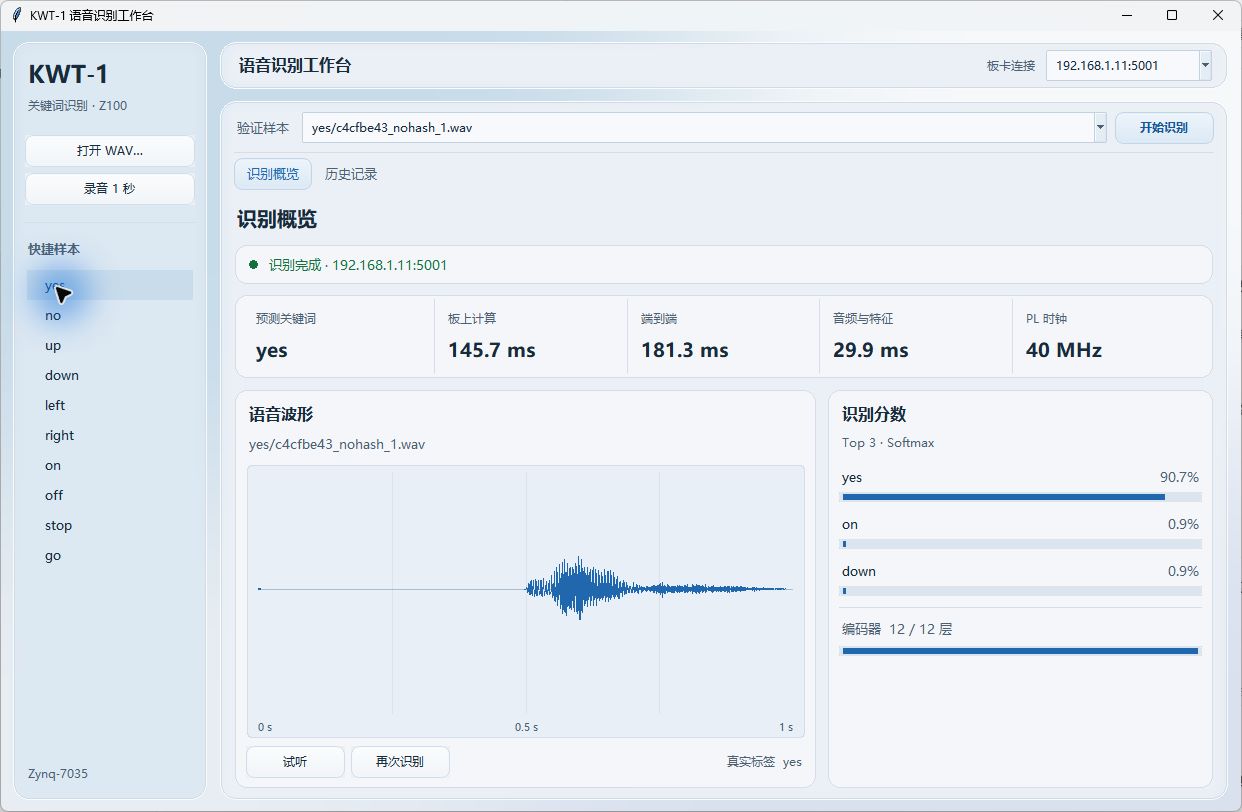 KWT-1 语音识别工作台
KWT-1
关键词识别 · Z100
打开 WAV...
录音 1 秒
快捷样本
yes
no
up
down
left
right
on
off
stop
go
Zynq-7035
语音识别工作台
板卡连接 192.168.1.11:5001
验证样本 yes/c4cfbe43_nohash_1.wav 开始识别
识别概览 历史记录
识别概览
识别完成 · 192.168.1.11:5001
预测关键词 板上计算 端到端 音频与特征 PL 时钟
yes 145.7 ms 181.3 ms 29.9 ms 40 MHz
语音波形
yes/c4cfbe43_nohash_1.wav
0 s 0.5 s 1 s
试听 再次识别 真实标签 yes
识别分数
Top 3 · Softmax
yes 90.7%
on 0.9%
down 0.9%
编码器 12 / 12 层